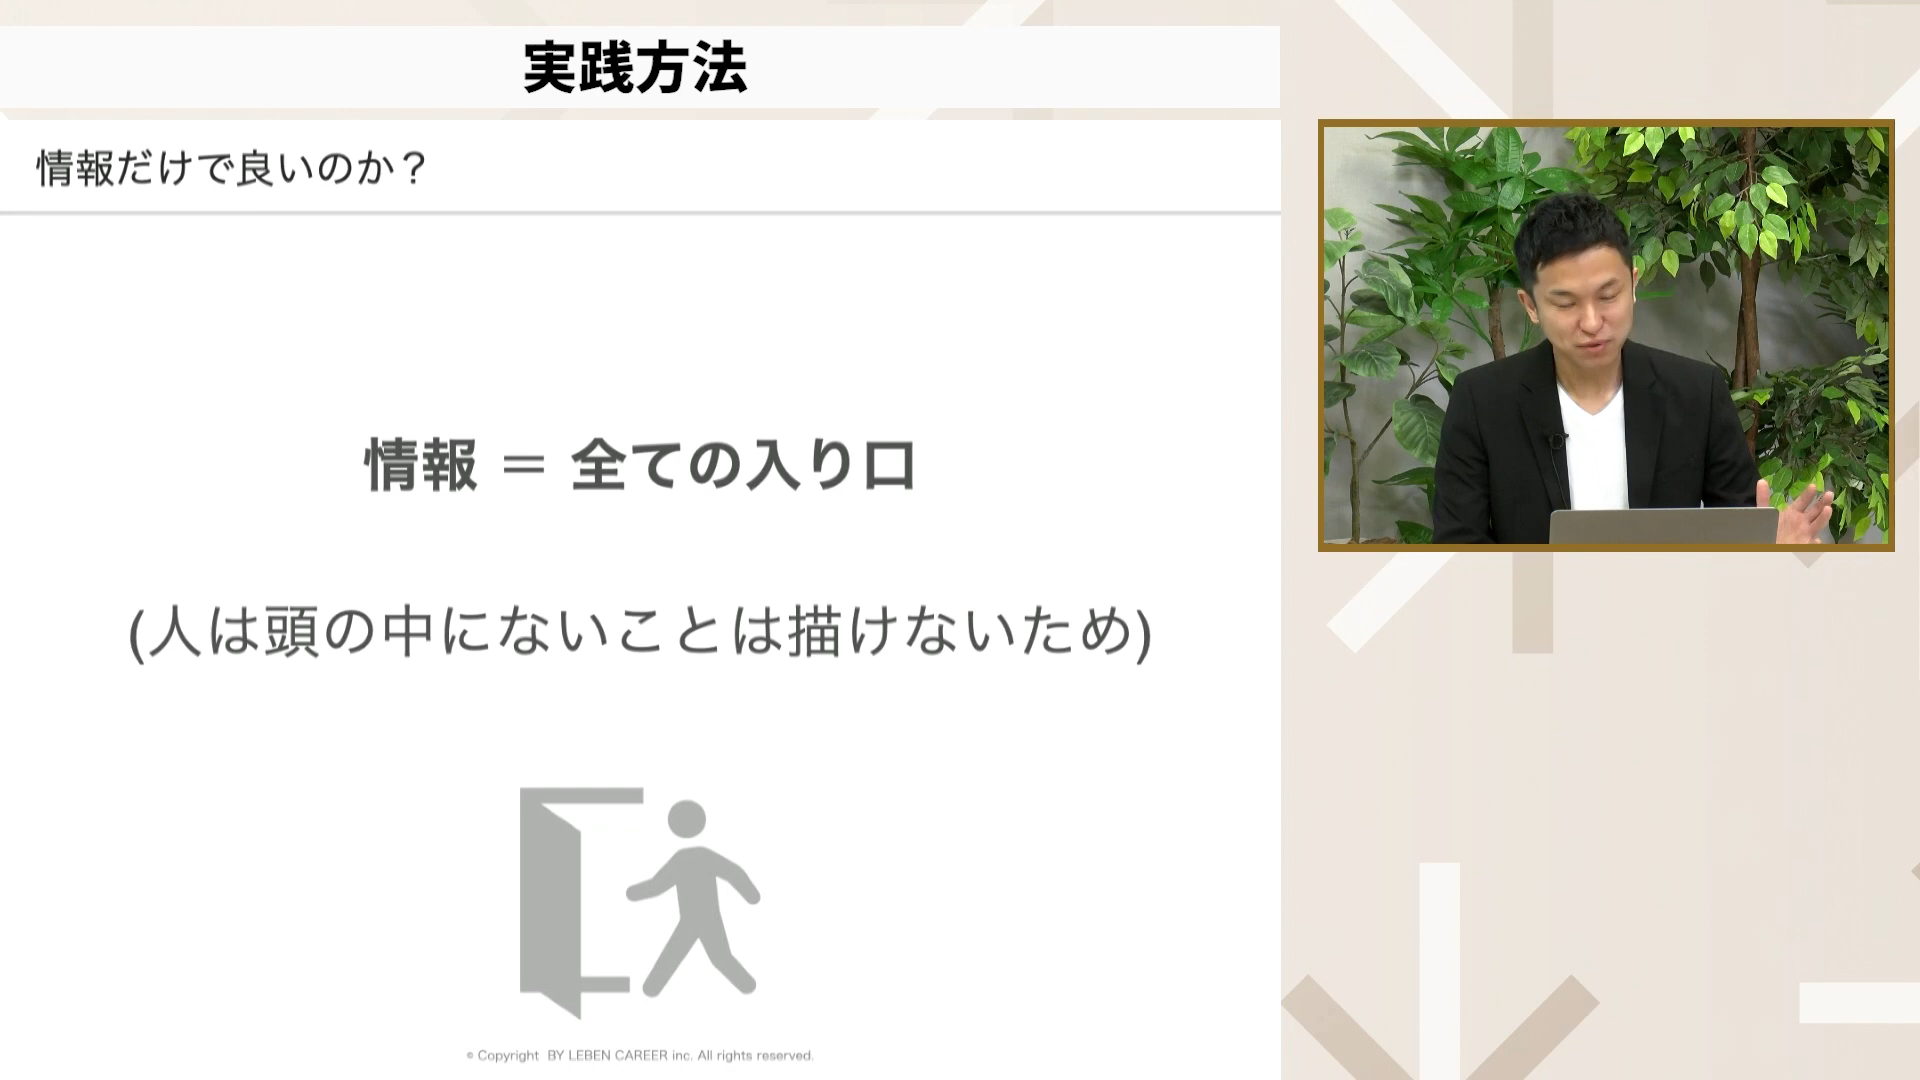 実践方法
情報だけで良いのか？
情報 ＝ 全ての入り口
(人は頭の中にないことは描けないため)
© Copyright BY LEBEN CAREER inc. All rights reserved.